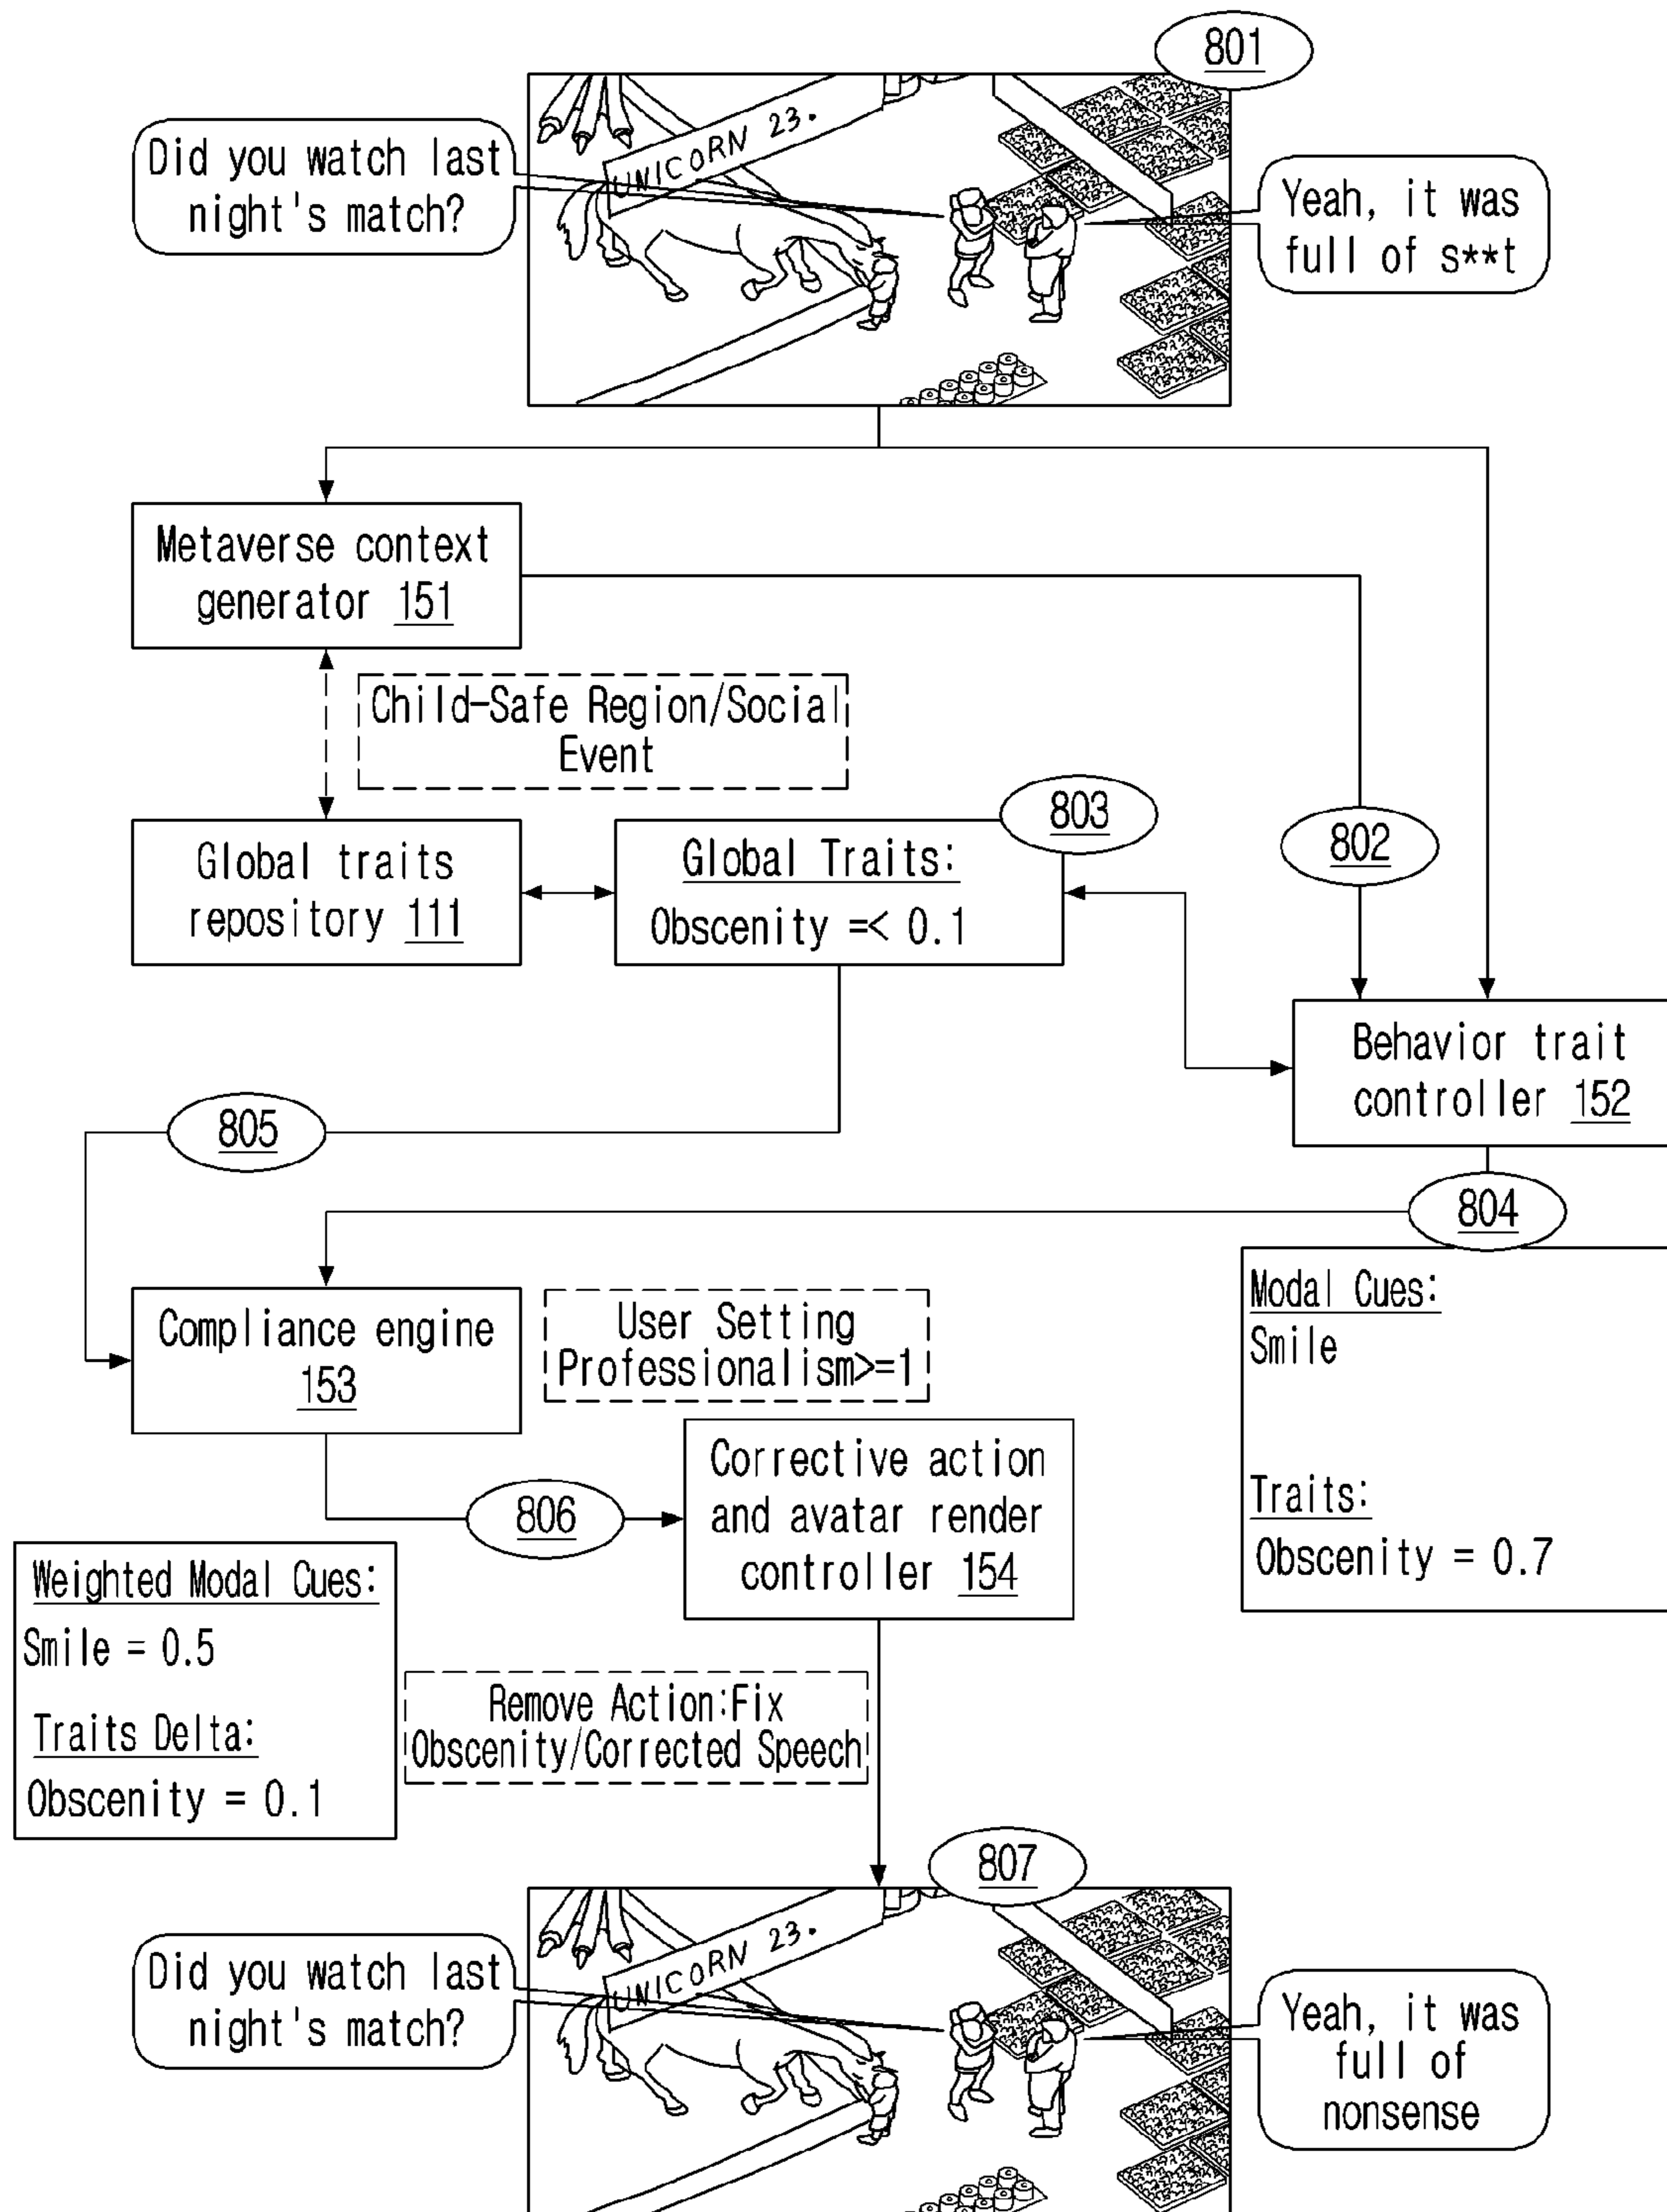 801
UNICORN 23.
Did you watch last
night's match?
Yeah, it was
full of s**t
Metaverse context
generator 151
Child-Safe Region/Social
Event
Global traits
repository 111
803
Global Traits:
Obscenity =< 0.1
802
Behavior trait
controller 152
805
804
Compliance engine
153
User Setting
Professionalism>=1
Modal Cues:
Smile
Traits:
Obscenity = 0.7
Corrective action
and avatar render
controller 154
806
Weighted Modal Cues:
Smile = 0.5
Traits Delta:
Obscenity = 0.1
Remove Action:Fix
Obscenity/Corrected Speech
807
UNICORN 23.
Did you watch last
night's match?
Yeah, it was
full of
nonsense